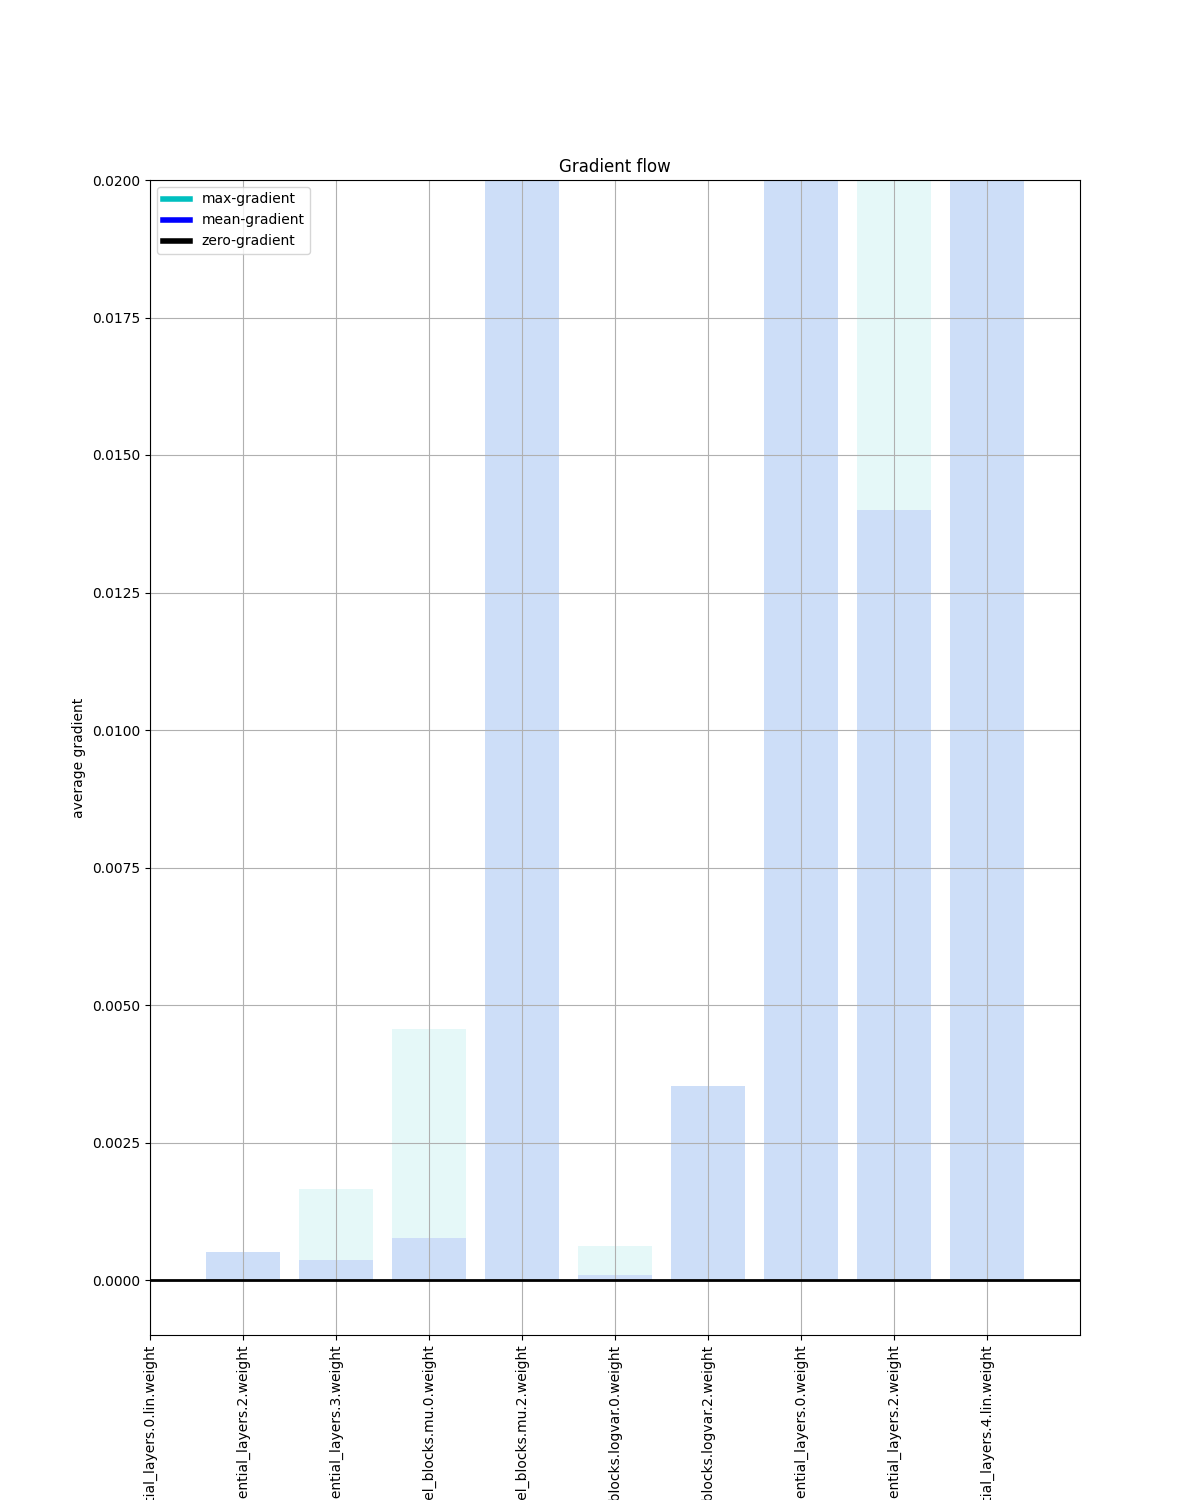 Gradient flow
max-gradient
mean-gradient
zero-gradient
0.0200
0.0175
0.0150
0.0125
0.0100
0.0075
0.0050
0.0025
0.0000
average gradient
tial_layers.0.lin.weight
ential_layers.2.weight
ential_layers.3.weight
el_blocks.mu.0.weight
el_blocks.mu.2.weight
blocks.logvar.0.weight
blocks.logvar.2.weight
ential_layers.0.weight
ential_layers.2.weight
tial_layers.4.lin.weight